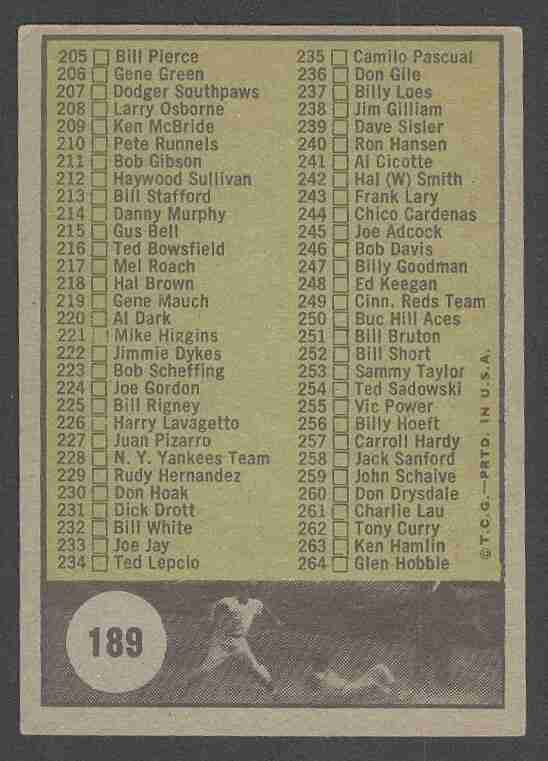 205 Bill Pierce
206 Gene Green
207 Dodger Southpaws
208 Larry Osborne
209 Ken McBride
210 Pete Runnels
211 Bob Gibson
212 Haywood Sullivan
213 Bill Stafford
214 Danny Murphy
215 Gus Bell
216 Ted Bowsfield
217 Mel Roach
218 Hal Brown
219 Gene Mauch
220 Al Dark
221 Mike Higgins
222 Jimmie Dykes
223 Bob Scheffing
224 Joe Gordon
225 Bill Rigney
226 Harry Lavagetto
227 Juan Pizarro
228 N. Y. Yankees Team
229 Rudy Hernandez
230 Don Hoak
231 Dick Drott
232 Bill White
233 Joe Jay
234 Ted Lepcio
235 Camilo Pascual
236 Don Gile
237 Billy Loes
238 Jim Gilliam
239 Dave Sisler
240 Ron Hansen
241 Al Cicotte
242 Hal (W) Smith
243 Frank Lary
244 Chico Cardenas
245 Joe Adcock
246 Bob Davis
247 Billy Goodman
248 Ed Keegan
249 Cinn. Reds Team
250 Buc Hill Aces
251 Bill Bruton
252 Bill Short
253 Sammy Taylor
254 Ted Sadowski
255 Vic Power
256 Billy Hoeft
257 Carroll Hardy
258 Jack Sanford
259 John Schaive
260 Don Drysdale
261 Charlie Lau
262 Tony Curry
263 Ken Hamlin
264 Glen Hobbie
©T.C.G.—PRTD. IN U.S.A.
189